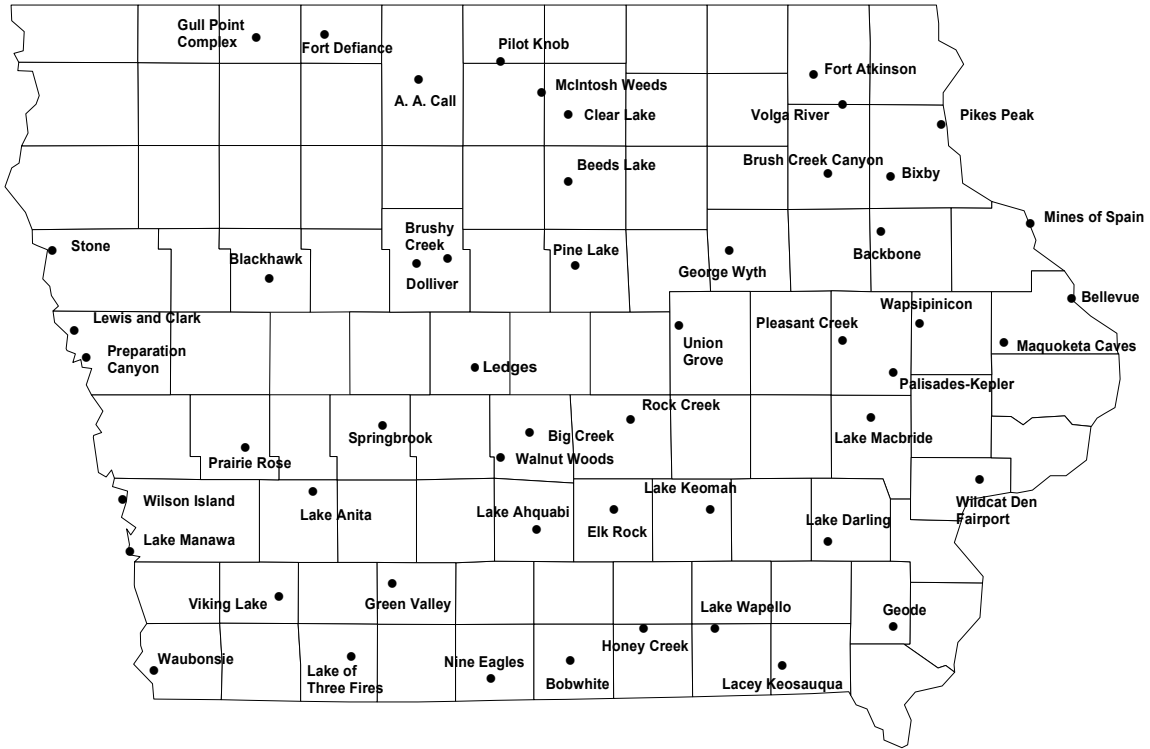 Gull Point
Complex
Fort Defiance
Pilot Knob
A. A. Call
McIntosh Weeds
Clear Lake
Fort Atkinson
Volga River
Pikes Peak
Beeds Lake
Brush Creek Canyon
Bixby
Mines of Spain
Stone
Blackhawk
Brushy
Creek
Dolliver
Pine Lake
George Wyth
Backbone
Bellevue
Lewis and Clark
Preparation
Canyon
Ledges
Union
Grove
Pleasant Creek
Wapsipinicon
Maquoketa Caves
Palisades-Kepler
Prairie Rose
Springbrook
Big Creek
Walnut Woods
Rock Creek
Lake Macbride
Wilson Island
Lake Manawa
Lake Anita
Lake Ahquabi
Elk Rock
Lake Keomah
Lake Darling
Wildcat Den
Fairport
Viking Lake
Green Valley
Lake Wapello
Geode
Honey Creek
Waubonsie
Lake of
Three Fires
Nine Eagles
Bobwhite
Lacey Keosauqua